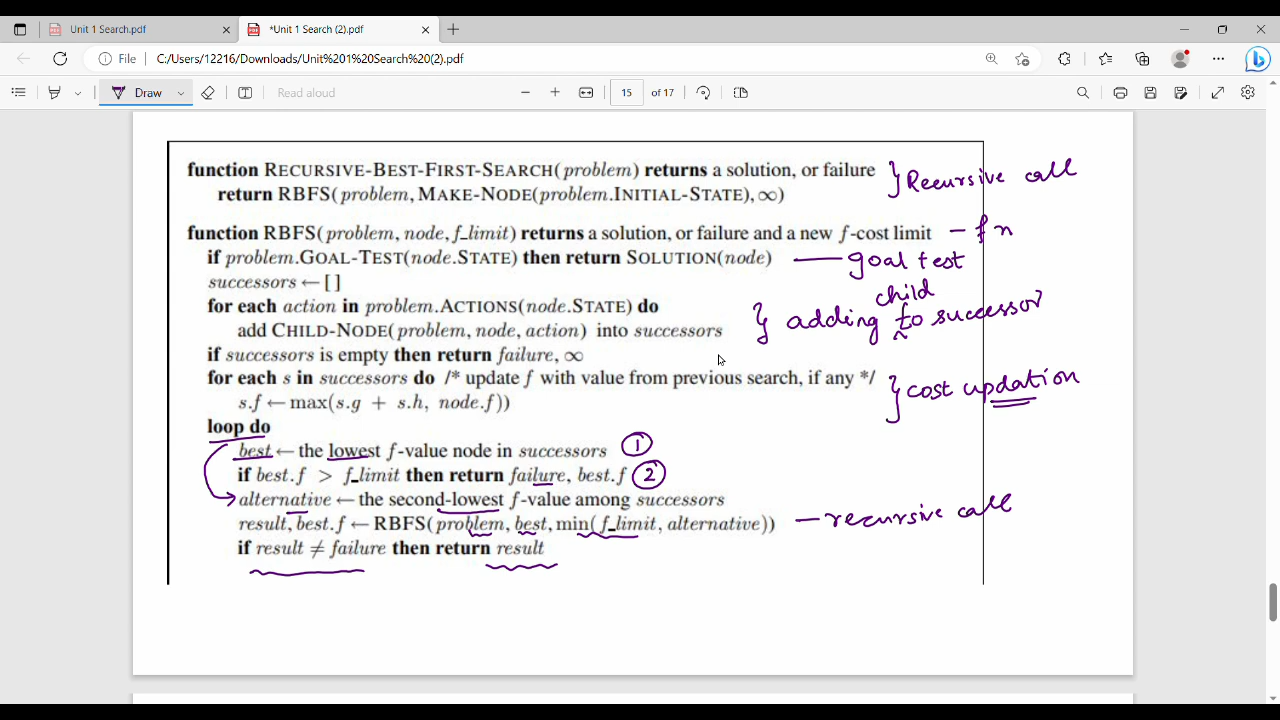 Unit 1 Search.pdf
*Unit 1 Search (2).pdf
File C:/Users/12216/Downloads/Unit%201%20Search%20(2).pdf
Draw Read aloud 15 of 17
function RECURSIVE-BEST-FIRST-SEARCH(problem) returns a solution, or failure
} Recursive call
return RBFS(problem, MAKE-NODE(problem.INITIAL-STATE), ∞)
function RBFS(problem, node, f_limit) returns a solution, or failure and a new f-cost limit – fn
if problem.GOAL-TEST(node.STATE) then return SOLUTION(node) — goal test
successors ← [ ]
for each action in problem.ACTIONS(node.STATE) do
child
} adding ^ to successor
add CHILD-NODE(problem, node, action) into successors
if successors is empty then return failure, ∞
for each s in successors do /* update f with value from previous search, if any */
} cost updation
s.f ← max(s.g + s.h, node.f))
loop do
best ← the lowest f-value node in successors ①
if best.f > f_limit then return failure, best.f ②
alternative ← the second-lowest f-value among successors
result, best.f ← RBFS(problem, best, min(f_limit, alternative)) – recursive call
if result ≠ failure then return result